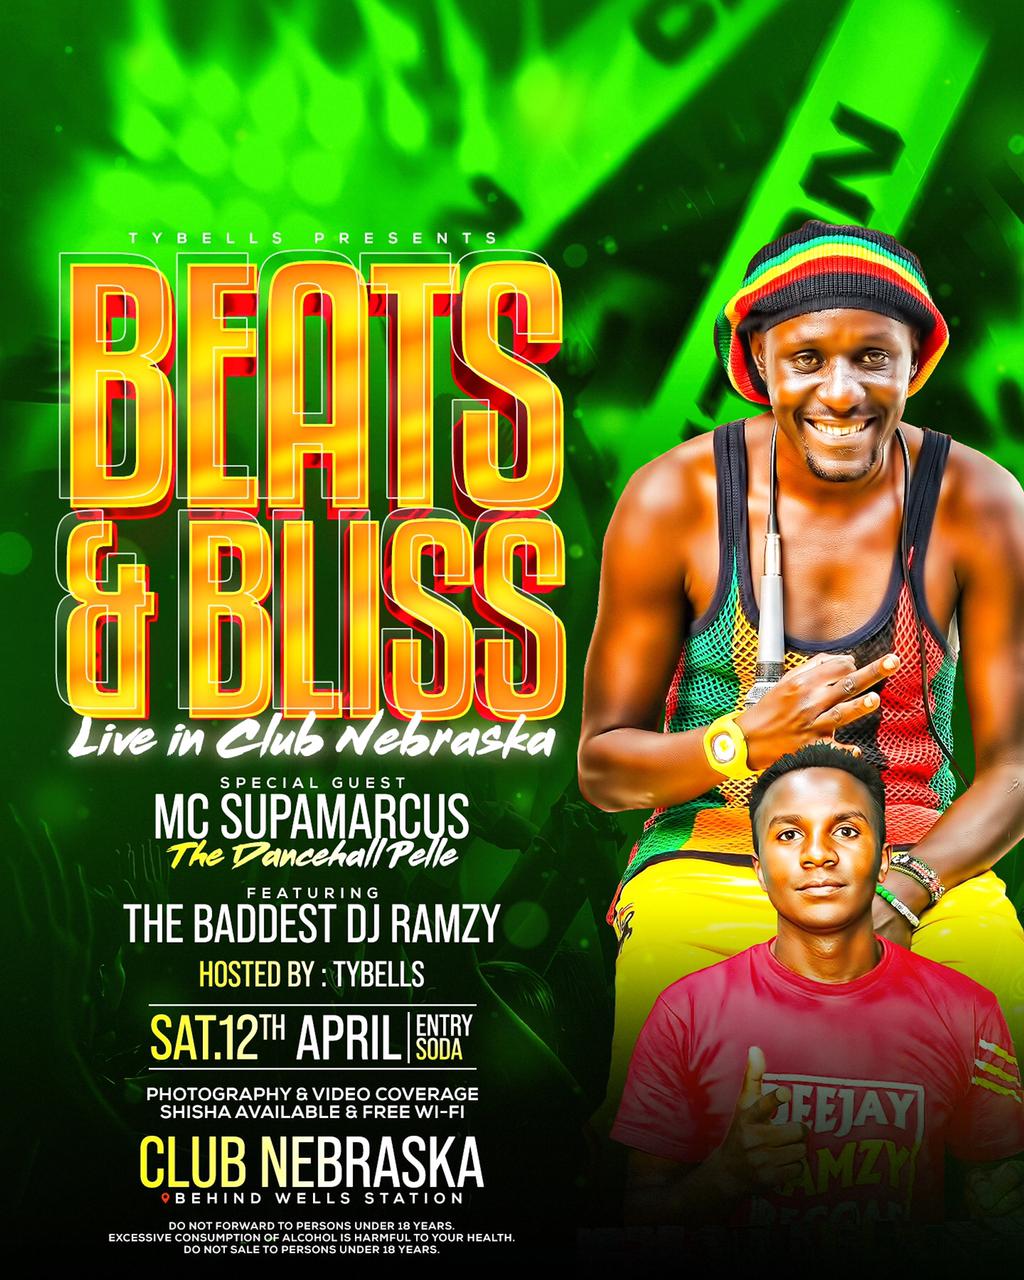 TYBELLS PRESENTS
BEATS
& BLISS
Live in Club Nebraska
SPECIAL GUEST
MC SUPAMARCUS
The Dancehall Pelle
FEATURING
THE BADDEST DJ RAMZY
HOSTED BY : TYBELLS
SAT.12TH APRIL
ENTRY
SODA
PHOTOGRAPHY & VIDEO COVERAGE
SHISHA AVAILABLE & FREE WI-FI
CLUB NEBRASKA
BEHIND WELLS STATION
DO NOT FORWARD TO PERSONS UNDER 18 YEARS.
EXCESSIVE CONSUMPTION OF ALCOHOL IS HARMFUL TO YOUR HEALTH.
DO NOT SALE TO PERSONS UNDER 18 YEARS.
DEEJAY
RAMZY